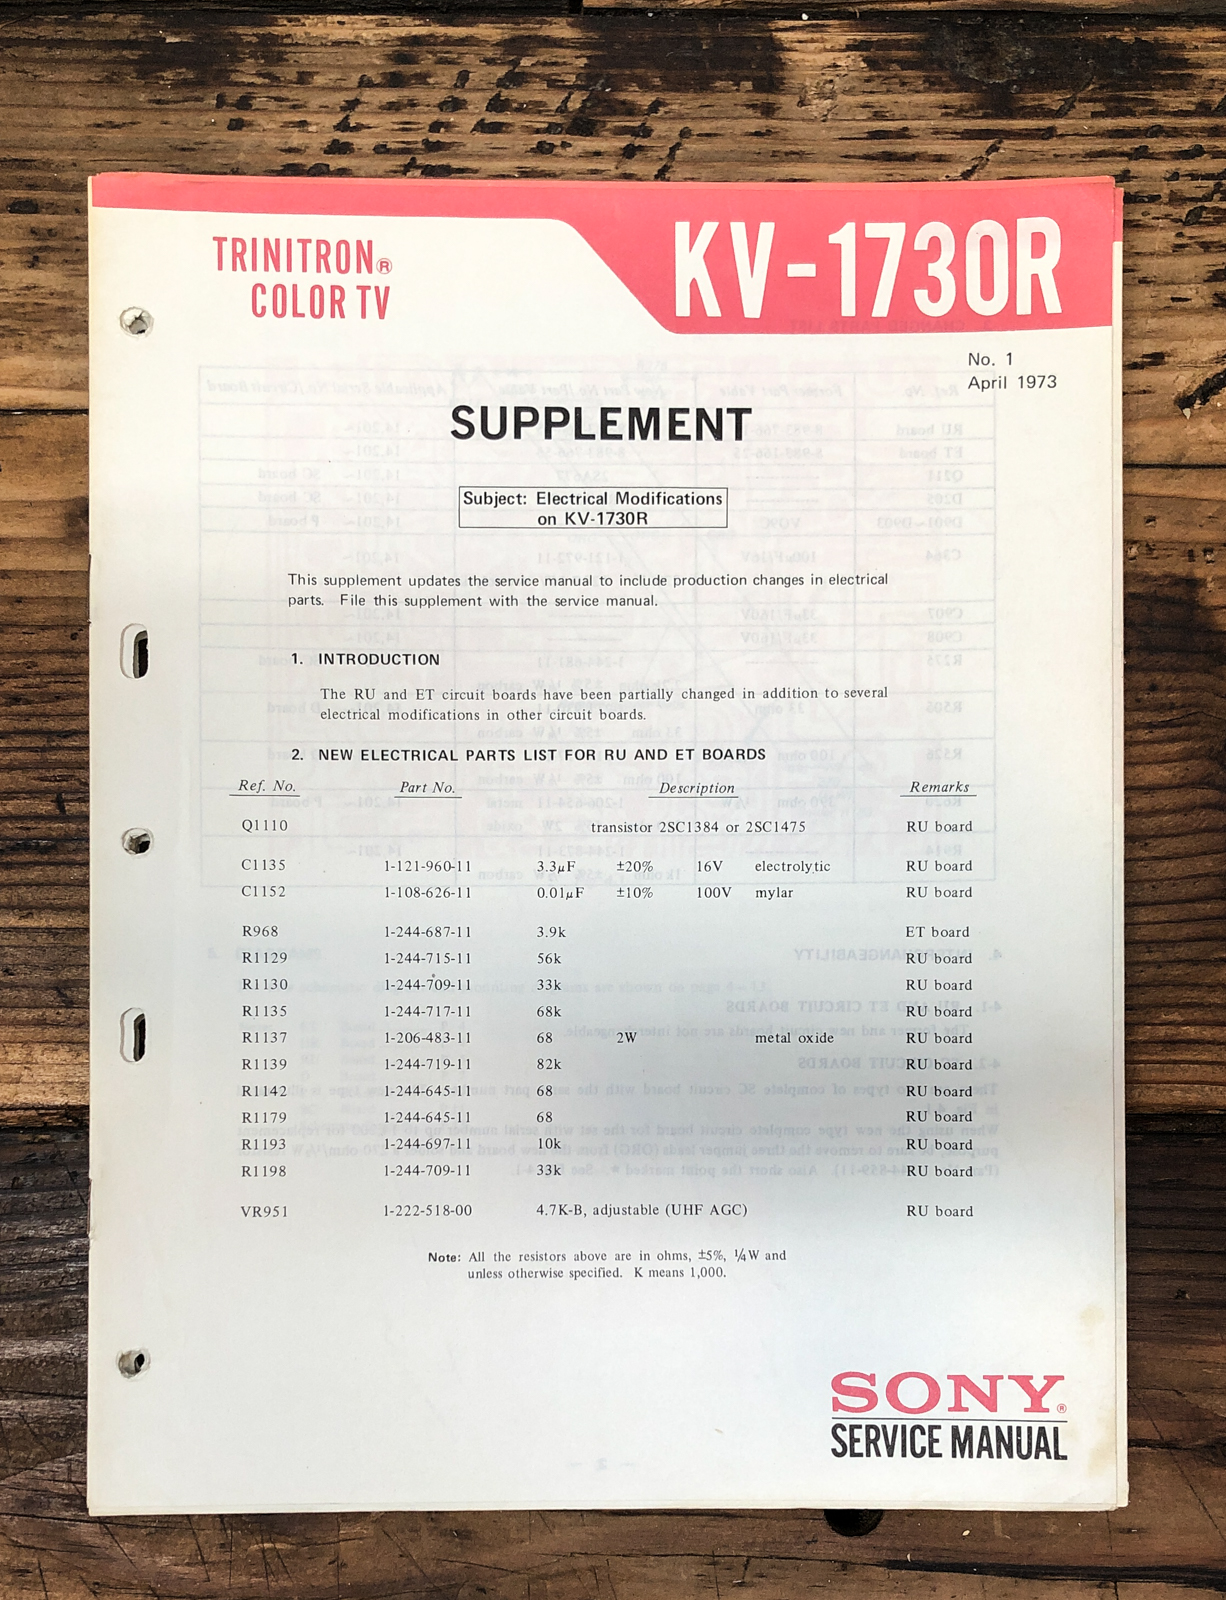 TRINITRON®
COLOR TV
KV-1730R
No. 1
April 1973
SUPPLEMENT
Subject: Electrical Modifications
on KV-1730R
This supplement updates the service manual to include production changes in electrical
parts. File this supplement with the service manual.
1. INTRODUCTION
The RU and ET circuit boards have been partially changed in addition to several
electrical modifications in other circuit boards.
2. NEW ELECTRICAL PARTS LIST FOR RU AND ET BOARDS
Ref. No. Part No. Description Remarks
Q1110 transistor 2SC1384 or 2SC1475 RU board
C1135 1-121-960-11 3.3μF ±20% 16V electrolytic RU board
C1152 1-108-626-11 0.01μF ±10% 100V mylar RU board
R968 1-244-687-11 3.9k ET board
R1129 1-244-715-11 56k RU board
R1130 1-244-709-11 33k RU board
R1135 1-244-717-11 68k RU board
R1137 1-206-483-11 68 2W metal oxide RU board
R1139 1-244-719-11 82k RU board
R1142 1-244-645-11 68 RU board
R1179 1-244-645-11 68 RU board
R1193 1-244-697-11 10k RU board
R1198 1-244-709-11 33k RU board
VR951 1-222-518-00 4.7K-B, adjustable (UHF AGC) RU board
Note: All the resistors above are in ohms, ±5%, ¼W and
unless otherwise specified. K means 1,000.
SONY®
SERVICE MANUAL